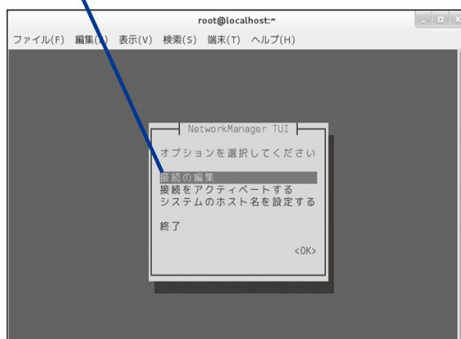 root@localhost:~
ファイル(F) 編集(E) 表示(V) 検索(S) 端末(T) ヘルプ(H)
NetworkManager TUI
オプションを選択してください
接続の編集
接続をアクティベートする
システムのホスト名を設定する
終了
<OK>